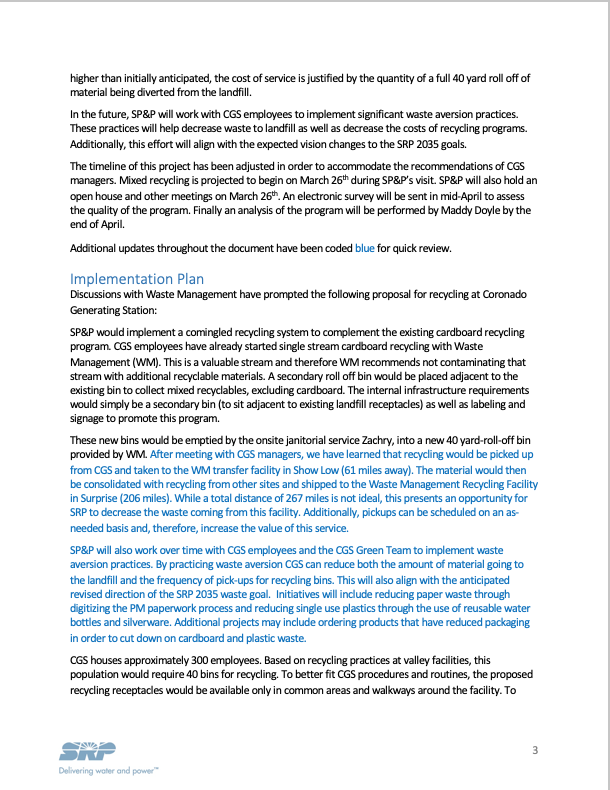 higher than initially anticipated, the cost of service is justified by the quantity of a full 40 yard roll off of
material being diverted from the landfill.
In the future, SP&P will work with CGS employees to implement significant waste aversion practices.
These practices will help decrease waste to landfill as well as decrease the costs of recycling programs.
Additionally, this effort will align with the expected vision changes to the SRP 2035 goals.
The timeline of this project has been adjusted in order to accommodate the recommendations of CGS
managers. Mixed recycling is projected to begin on March 26th during SP&P's visit. SP&P will also hold an
open house and other meetings on March 26th. An electronic survey will be sent in mid-April to assess
the quality of the program. Finally an analysis of the program will be performed by Maddy Doyle by the
end of April.
Additional updates throughout the document have been coded blue for quick review.
Implementation Plan
Discussions with Waste Management have prompted the following proposal for recycling at Coronado
Generating Station:
SP&P would implement a comingled recycling system to complement the existing cardboard recycling
program. CGS employees have already started single stream cardboard recycling with Waste
Management (WM). This is a valuable stream and therefore WM recommends not contaminating that
stream with additional recyclable materials. A secondary roll off bin would be placed adjacent to the
existing bin to collect mixed recyclables, excluding cardboard. The internal infrastructure requirements
would simply be a secondary bin (to sit adjacent to existing landfill receptacles) as well as labeling and
signage to promote this program.
These new bins would be emptied by the onsite janitorial service Zachry, into a new 40 yard-roll-off bin
provided by WM. After meeting with CGS managers, we have learned that recycling would be picked up
from CGS and taken to the WM transfer facility in Show Low (61 miles away). The material would then
be consolidated with recycling from other sites and shipped to the Waste Management Recycling Facility
in Surprise (206 miles). While a total distance of 267 miles is not ideal, this presents an opportunity for
SRP to decrease the waste coming from this facility. Additionally, pickups can be scheduled on an as-
needed basis and, therefore, increase the value of this service.
SP&P will also work over time with CGS employees and the CGS Green Team to implement waste
aversion practices. By practicing waste aversion CGS can reduce both the amount of material going to
the landfill and the frequency of pick-ups for recycling bins. This will also align with the anticipated
revised direction of the SRP 2035 waste goal.  Initiatives will include reducing paper waste through
digitizing the PM paperwork process and reducing single use plastics through the use of reusable water
bottles and silverware. Additional projects may include ordering products that have reduced packaging
in order to cut down on cardboard and plastic waste.
CGS houses approximately 300 employees. Based on recycling practices at valley facilities, this
population would require 40 bins for recycling. To better fit CGS procedures and routines, the proposed
recycling receptacles would be available only in common areas and walkways around the facility. To
SRP
Delivering water and power™
3